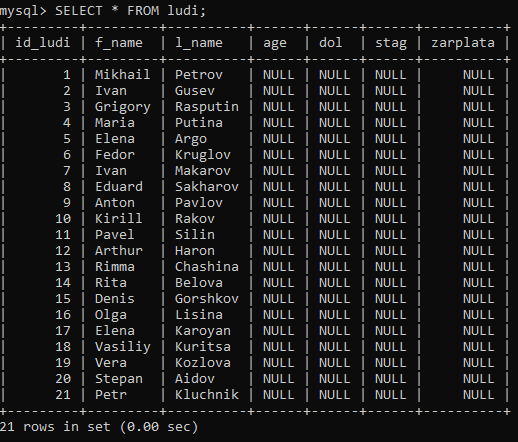 mysql> SELECT * FROM ludi;
+---------+---------+----------+------+------+------+----------+
| id_ludi | f_name  | l_name   | age  | dol  | stag | zarplata |
+---------+---------+----------+------+------+------+----------+
|       1 | Mikhail | Petrov   | NULL | NULL | NULL |     NULL |
|       2 | Ivan    | Gusev    | NULL | NULL | NULL |     NULL |
|       3 | Grigory | Rasputin | NULL | NULL | NULL |     NULL |
|       4 | Maria   | Putina   | NULL | NULL | NULL |     NULL |
|       5 | Elena   | Argo     | NULL | NULL | NULL |     NULL |
|       6 | Fedor   | Kruglov  | NULL | NULL | NULL |     NULL |
|       7 | Ivan    | Makarov  | NULL | NULL | NULL |     NULL |
|       8 | Eduard  | Sakharov | NULL | NULL | NULL |     NULL |
|       9 | Anton   | Pavlov   | NULL | NULL | NULL |     NULL |
|      10 | Kirill  | Rakov    | NULL | NULL | NULL |     NULL |
|      11 | Pavel   | Silin    | NULL | NULL | NULL |     NULL |
|      12 | Arthur  | Haron    | NULL | NULL | NULL |     NULL |
|      13 | Rimma   | Chashina | NULL | NULL | NULL |     NULL |
|      14 | Rita    | Belova   | NULL | NULL | NULL |     NULL |
|      15 | Denis   | Gorshkov | NULL | NULL | NULL |     NULL |
|      16 | Olga    | Lisina   | NULL | NULL | NULL |     NULL |
|      17 | Elena   | Karoyan  | NULL | NULL | NULL |     NULL |
|      18 | Vasiliy | Kuritsa  | NULL | NULL | NULL |     NULL |
|      19 | Vera    | Kozlova  | NULL | NULL | NULL |     NULL |
|      20 | Stepan  | Aidov    | NULL | NULL | NULL |     NULL |
|      21 | Petr    | Kluchnik | NULL | NULL | NULL |     NULL |
+---------+---------+----------+------+------+------+----------+
21 rows in set (0.00 sec)